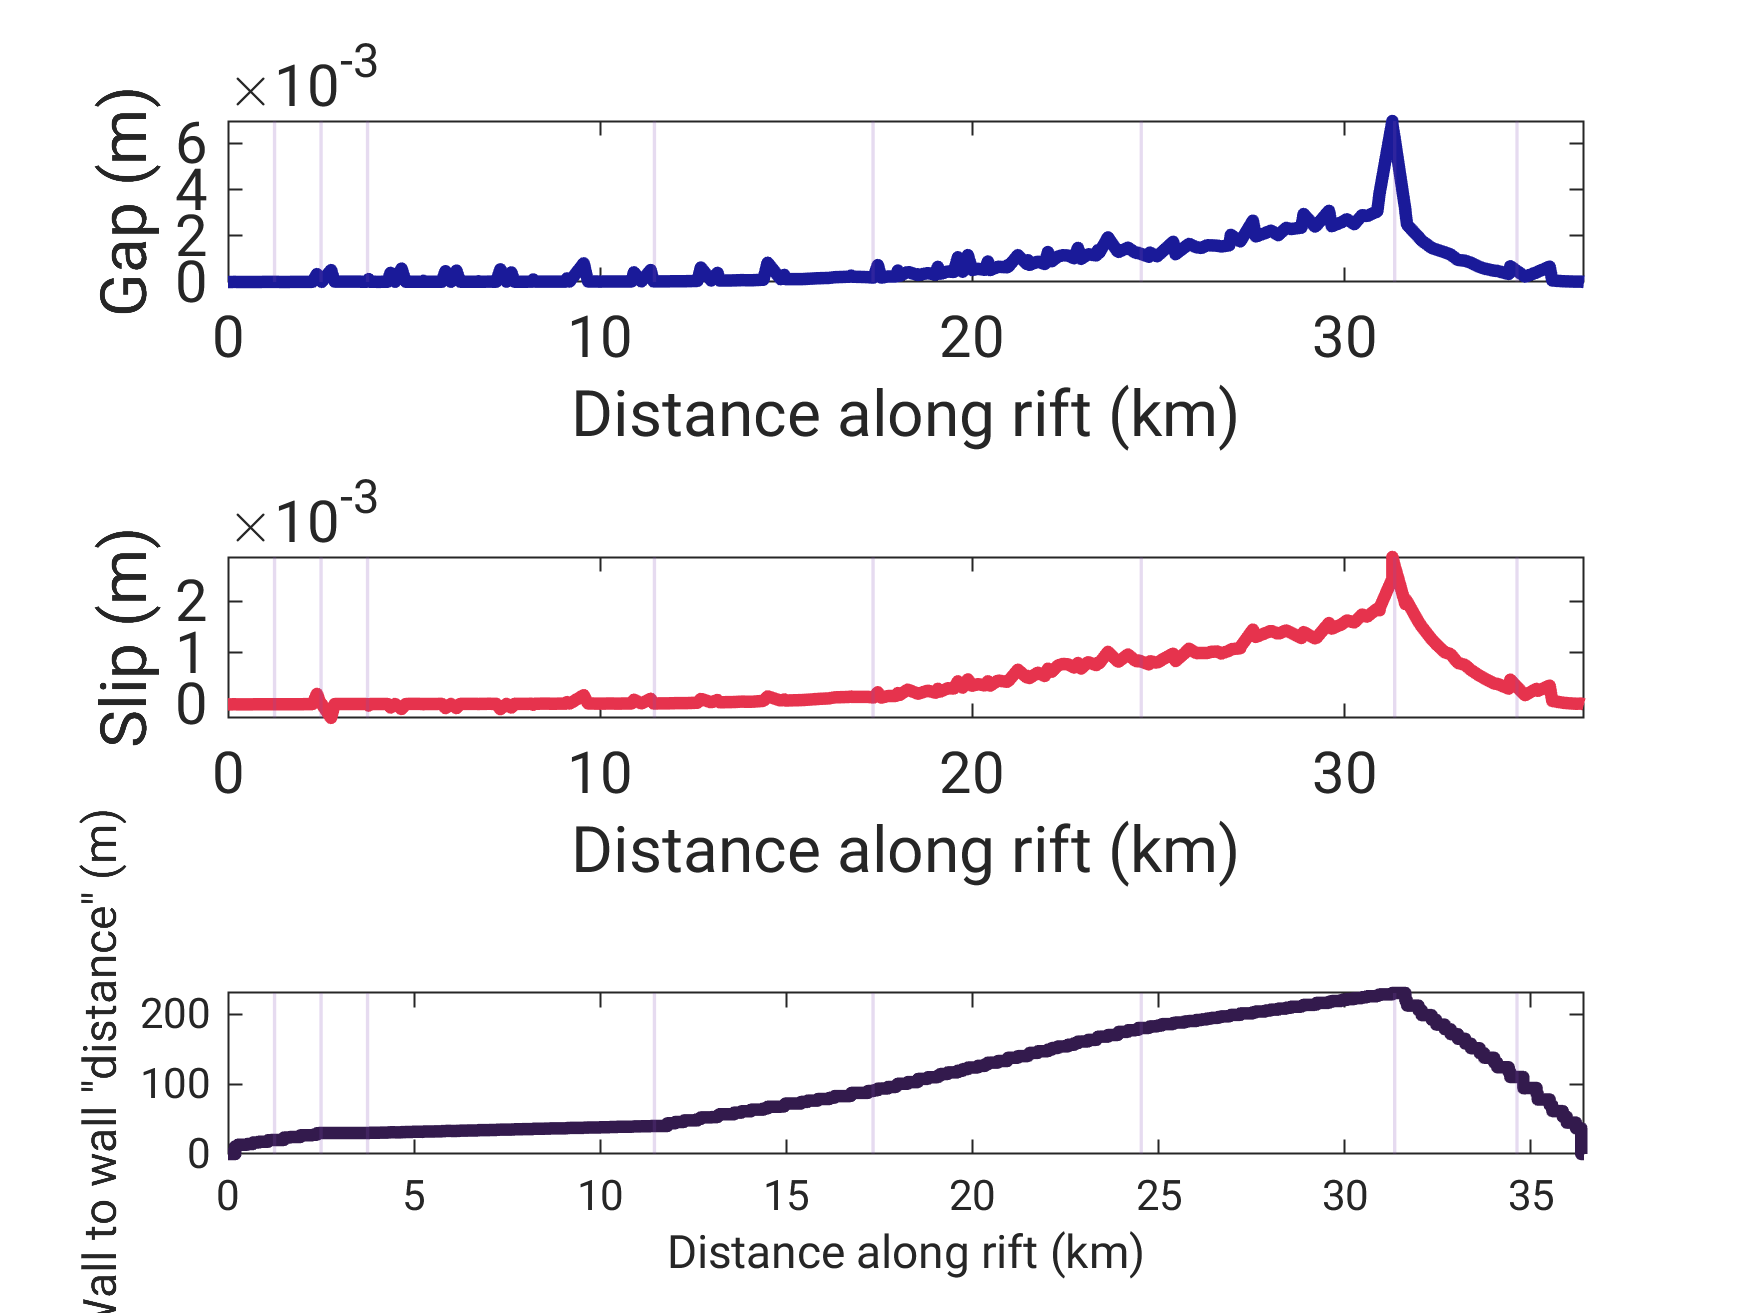 ×10-3
Gap (m)
6
4
2
0
0 10 20 30
Distance along rift (km)
×10-3
Slip (m)
2
1
0
0 10 20 30
Distance along rift (km)
to wall "distance" (m)
200
100
0
0 5 10 15 20 25 30 35
Distance along rift (km)